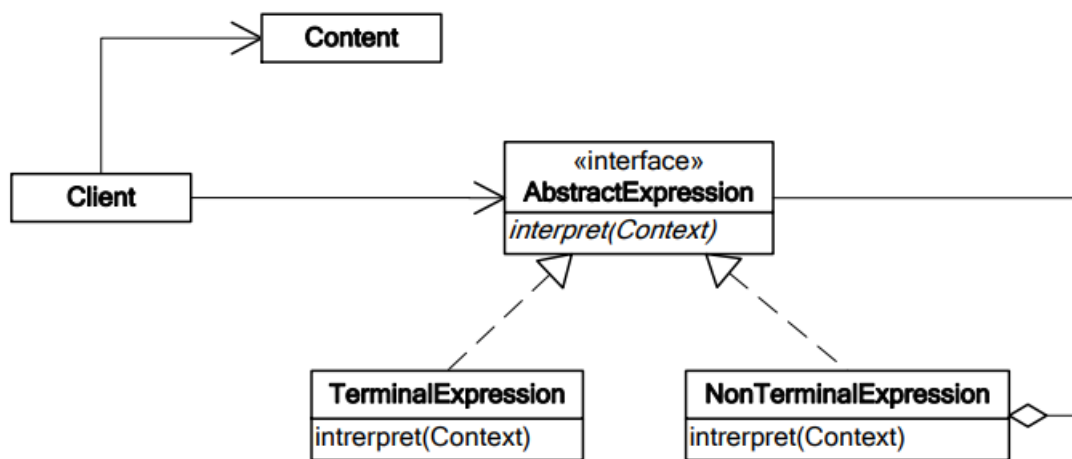 Content
Client
«interface»
AbstractExpression
interpret(Context)
TerminalExpression
intrerpret(Context)
NonTerminalExpression
intrerpret(Context)